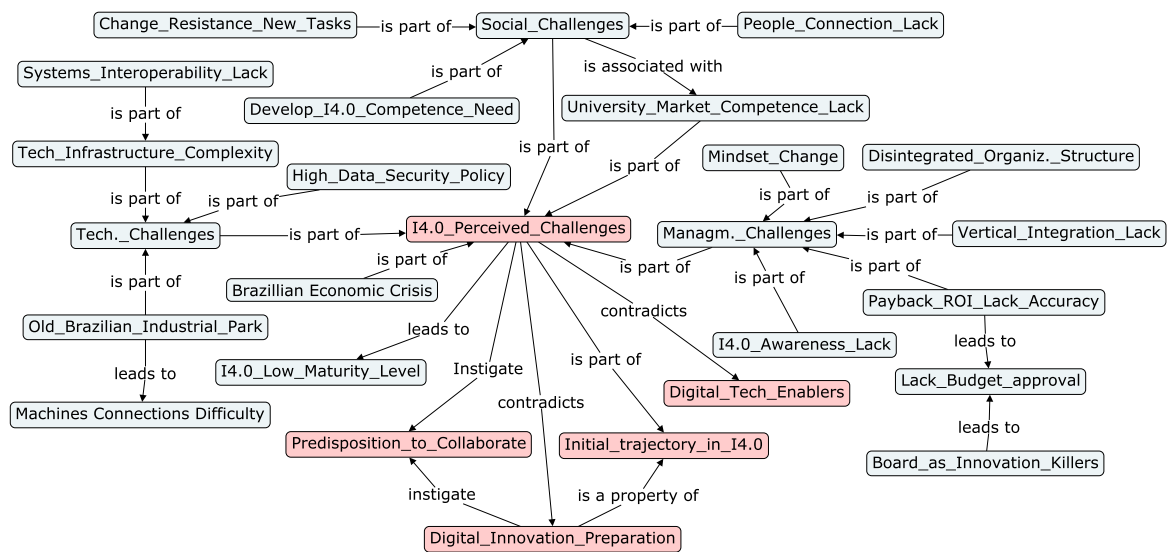 Change_Resistance_New_Tasks
is part of
Social_Challenges
is part of
People_Connection_Lack
Systems_Interoperability_Lack
is part of
is associated with
Develop_I4.0_Competence_Need
University_Market_Competence_Lack
is part of
Tech_Infrastructure_Complexity
is part of
is part of
Mindset_Change
Disintegrated_Organiz._Structure
High_Data_Security_Policy
is part of
is part of
is part of
is part of
Tech._Challenges
is part of
I4.0_Perceived_Challenges
Managm._Challenges
is part of
Vertical_Integration_Lack
is part of
is part of
is part of
is part of
is part of
Brazillian Economic Crisis
Payback_ROI_Lack_Accuracy
contradicts
Old_Brazilian_Industrial_Park
leads to
I4.0_Awareness_Lack
leads to
is part of
leads to
I4.0_Low_Maturity_Level
Instigate
Lack_Budget_approval
Digital_Tech_Enablers
contradicts
Machines Connections Difficulty
leads to
Predisposition_to_Collaborate
Initial_trajectory_in_I4.0
Board_as_Innovation_Killers
instigate
is a property of
Digital_Innovation_Preparation